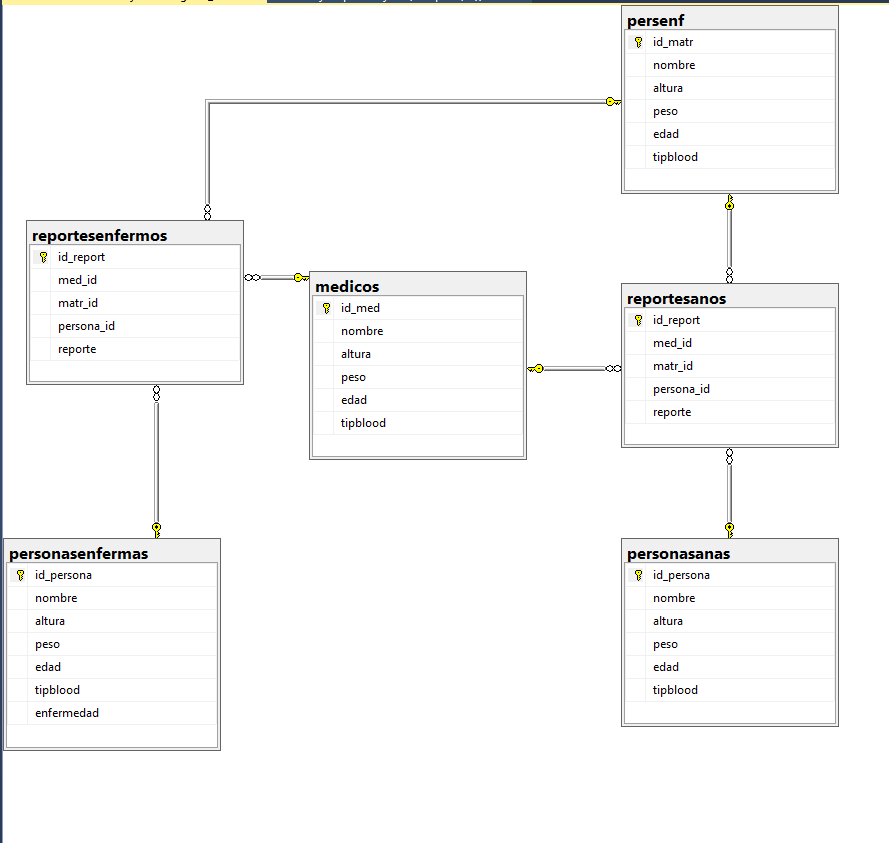 persenf
id_matr
nombre
altura
peso
edad
tipblood
reportesenfermos
id_report
med_id
matr_id
persona_id
reporte
medicos
id_med
nombre
altura
peso
edad
tipblood
reportesanos
id_report
med_id
matr_id
persona_id
reporte
personasenfermas
id_persona
nombre
altura
peso
edad
tipblood
enfermedad
personasanas
id_persona
nombre
altura
peso
edad
tipblood